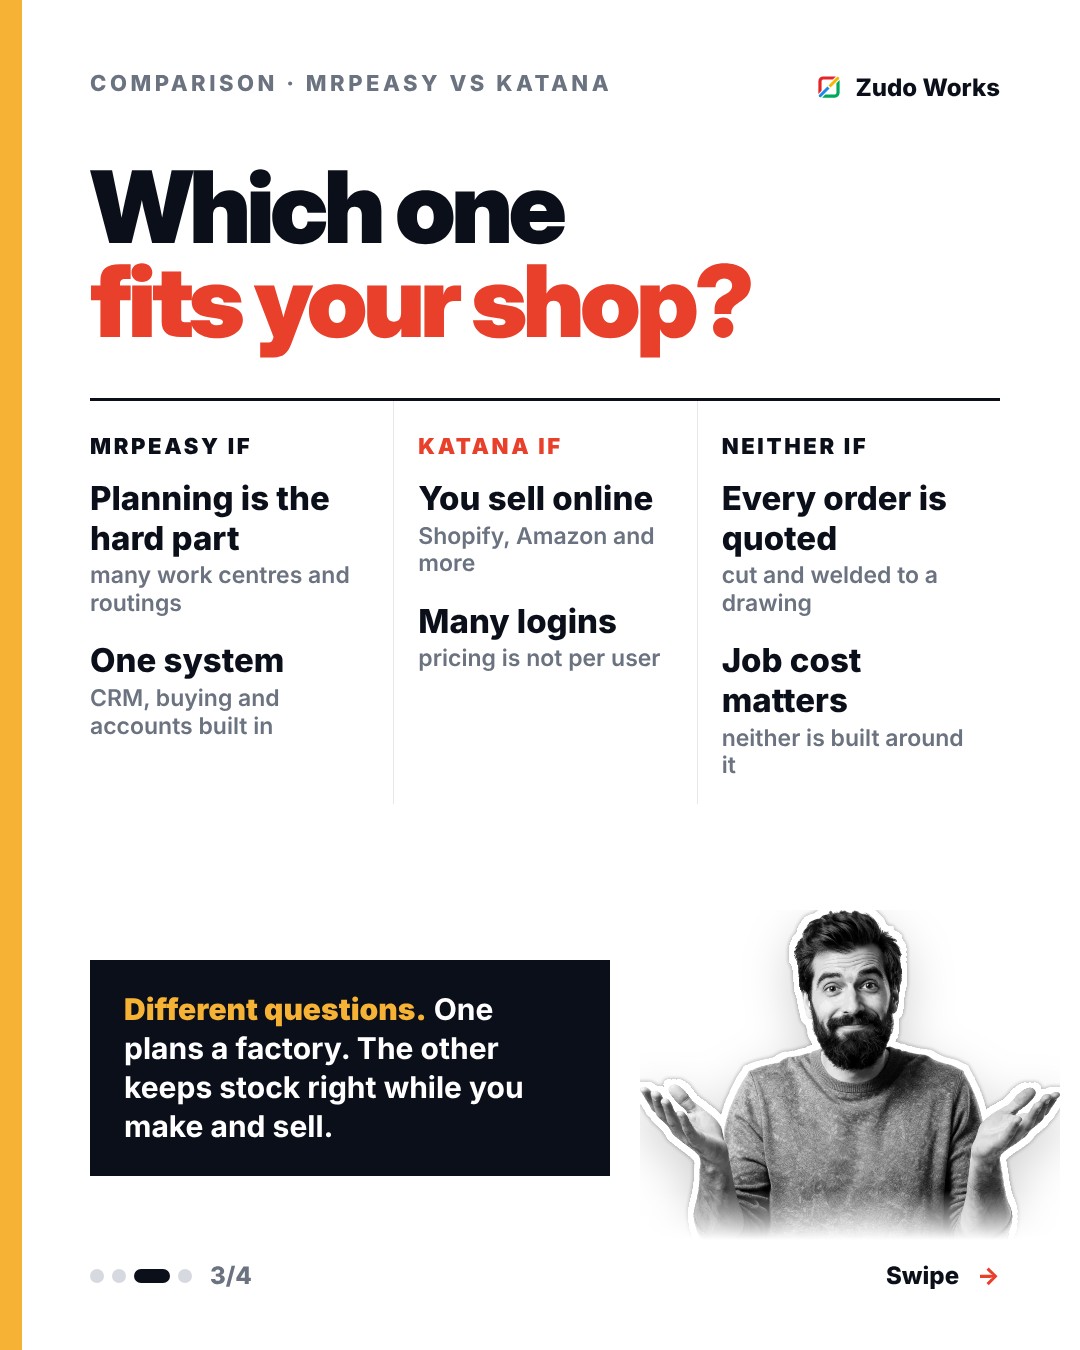 COMPARISON · MRPEASY VS KATANA
Zudo Works
Which one
fits your shop?
MRPEASY IF
Planning is the
hard part
many work centres and
routings
One system
CRM, buying and
accounts built in
KATANA IF
You sell online
Shopify, Amazon and
more
Many logins
pricing is not per user
NEITHER IF
Every order is
quoted
cut and welded to a
drawing
Job cost
matters
neither is built around
it
Different questions. One
plans a factory. The other
keeps stock right while you
make and sell.
3/4
Swipe →